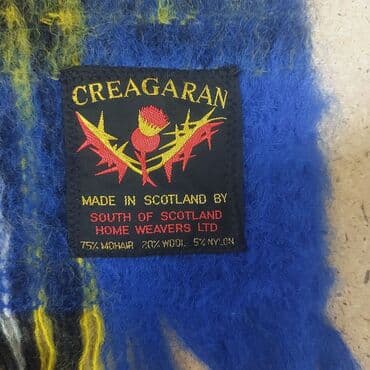 CREAGARAN
MADE IN SCOTLAND BY
SOUTH OF SCOTLAND
HOME WEAVERS LTD
75% MOHAIR 20% WOOL 5% NYLON